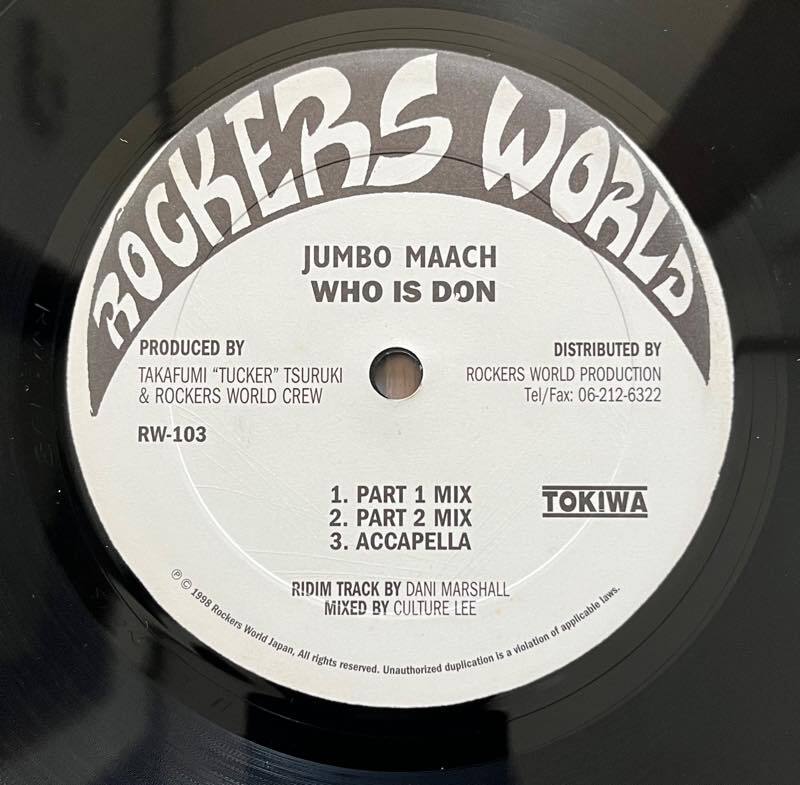 ROCKERS WORLD
JUMBO MAACH
WHO IS DON
PRODUCED BY
TAKAFUMI “TUCKER” TSURUKI
& ROCKERS WORLD CREW
RW-103
DISTRIBUTED BY
ROCKERS WORLD PRODUCTION
Tel/Fax: 06-212-6322
1. PART 1 MIX
2. PART 2 MIX
3. ACCAPELLA
TOKIWA
RIDIM TRACK BY DANI MARSHALL
MIXED BY CULTURE LEE
℗ © 1998 Rockers World Japan, All rights reserved. Unauthorized duplication is a violation of applicable laws.